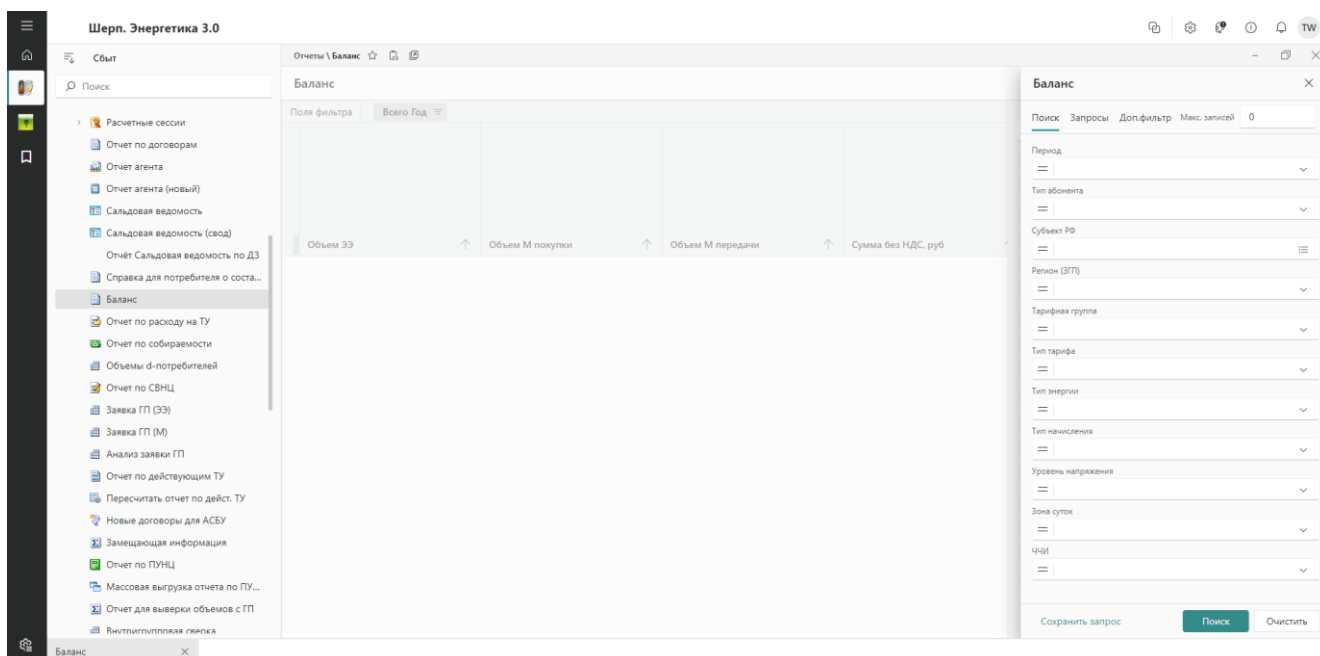 Шерп. Энергетика 3.0
TW
Сбыт
Поиск
Расчетные сессии
Отчет по договорам
Отчет агента
Отчет агента (новый)
Сальдовая ведомость
Сальдовая ведомость (свод)
Отчёт Сальдовая ведомость по ДЗ
Справка для потребителя о соста...
Баланс
Отчет по расходу на ТУ
Отчет по собираемости
Объемы d-потребителей
Отчет по СВНЦ
Заявка ГП (ЭЭ)
Заявка ГП (М)
Анализ заявки ГП
Отчет по действующим ТУ
Пересчитать отчет по дейст. ТУ
Новые договоры для АСБУ
Замещающая информация
Отчет по ПУНЦ
Массовая выгрузка отчета по ПУ...
Отчет для выверки объемов с ГП
Внутригрупповая сверка
Баланс
Отчеты \ Баланс
Баланс
Поля фильтра Всего Год
Объем ЭЭ Объем М покупки Объем М передачи Сумма без НДС, руб
Баланс
Поиск Запросы Доп.фильтр Макс. записей 0
Период
Тип абонента
Субъект РФ
Регион (ЗГП)
Тарифная группа
Тип тарифа
Тип энергии
Тип начисления
Уровень напряжения
Зона суток
ЧЧИ
Сохранить запрос Поиск Очистить